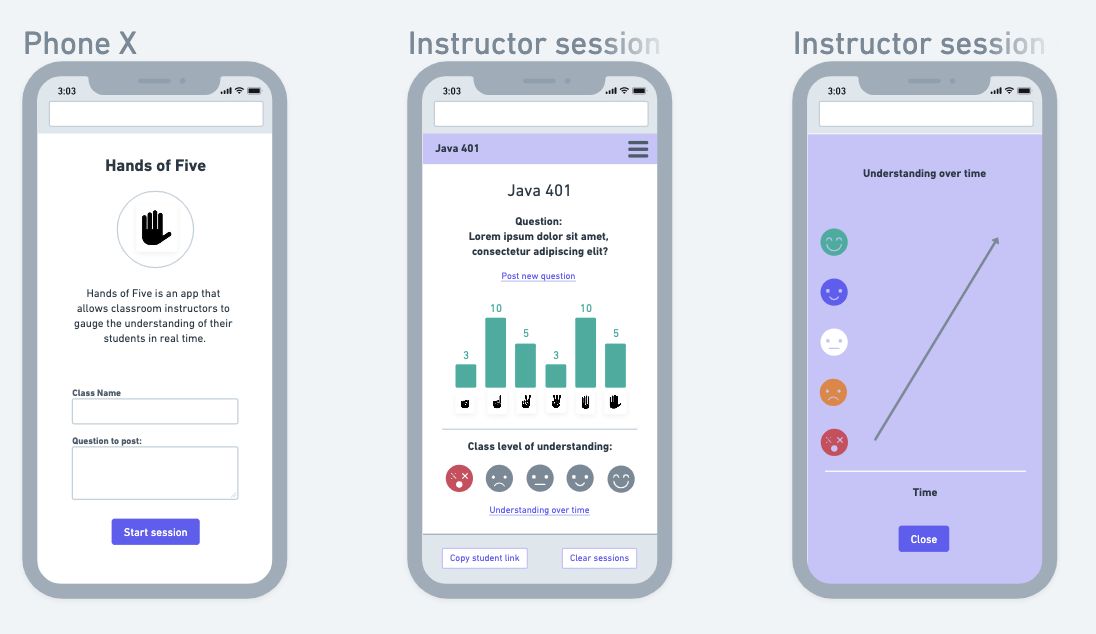 Phone X
3:03
Hands of Five
Hands of Five is an app that
allows classroom instructors to
gauge the understanding of their
students in real time.
Class Name
Question to post:
Start session
Instructor session
3:03
Java 401
Java 401
Question:
Lorem ipsum dolor sit amet,
consectetur adipiscing elit?
Post new question
3 10 5 3 10 5
Class level of understanding:
Understanding over time
Copy student link
Clear sessions
Instructor session
3:03
Understanding over time
Time
Close